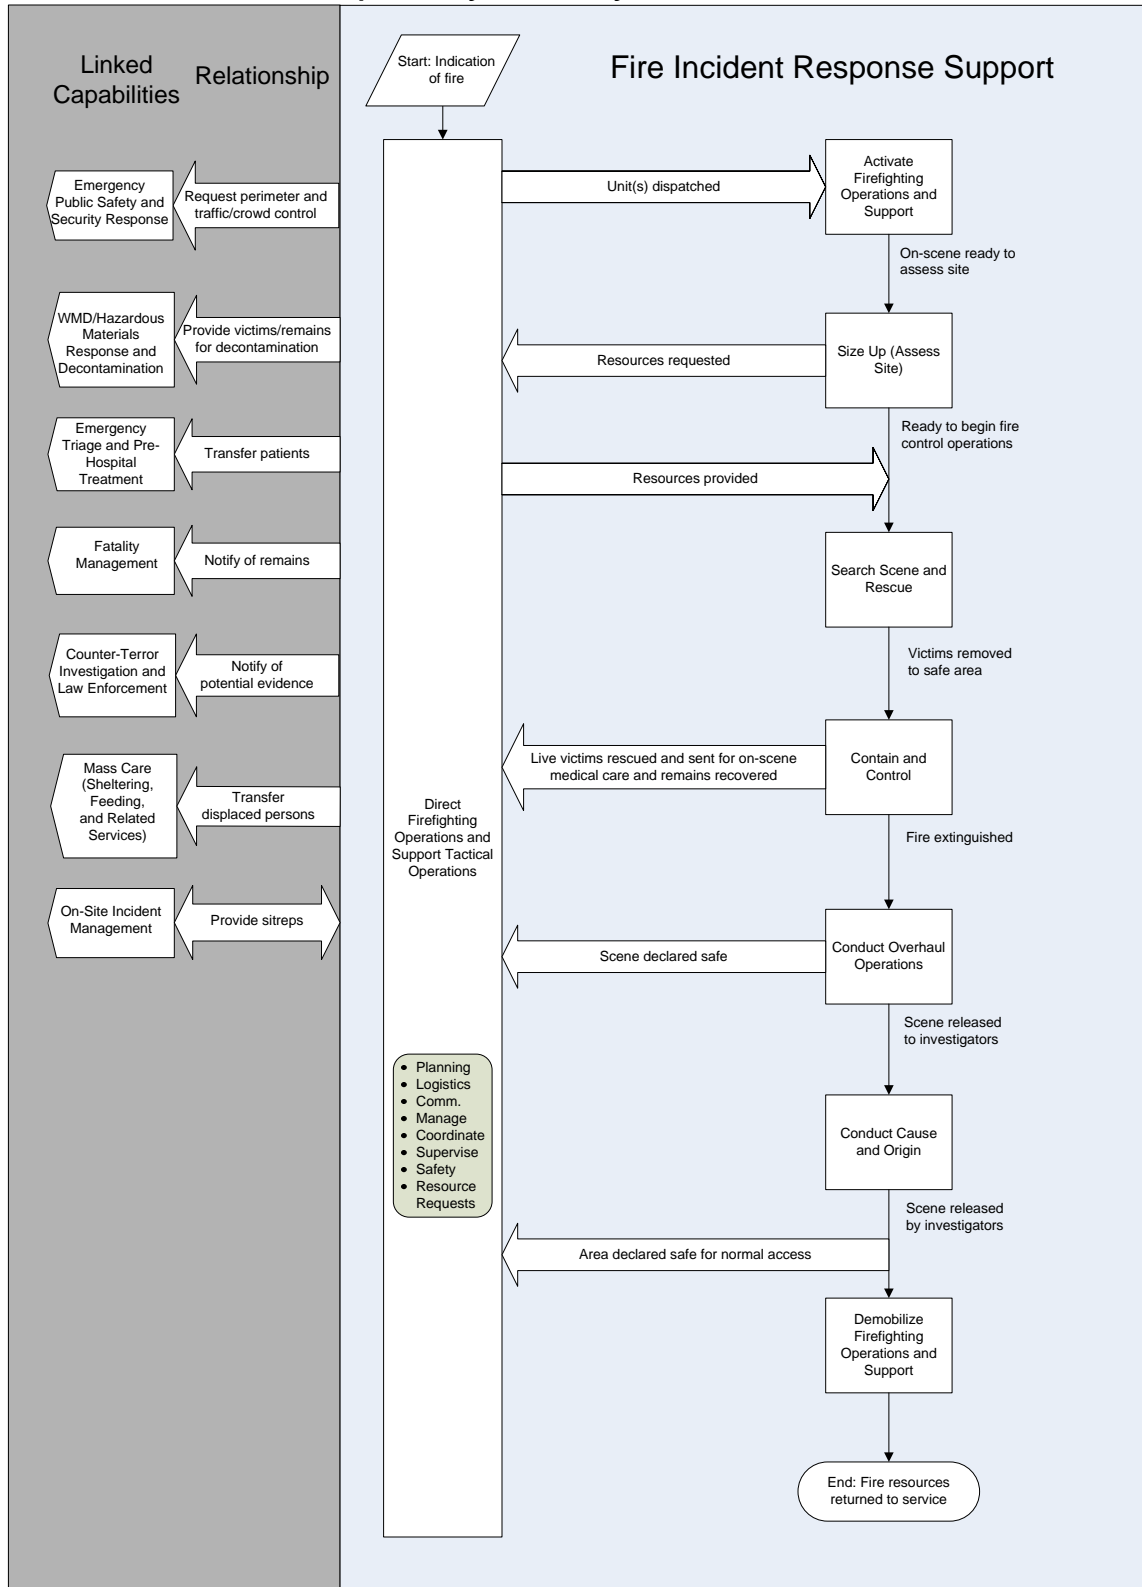 Linked
Capabilities
Relationship
Fire Incident Response Support
Start: Indication
of fire
Emergency
Public Safety and
Security Response
Request perimeter and
traffic/crowd control
Unit(s) dispatched
Activate
Firefighting
Operations and
Support
On-scene ready to
assess site
WMD/Hazardous
Materials
Response and
Decontamination
Provide victims/remains
for decontamination
Resources requested
Size Up (Assess
Site)
Ready to begin fire
control operations
Emergency
Triage and Pre-
Hospital
Treatment
Transfer patients
Resources provided
Fatality
Management
Notify of remains
Search Scene and
Rescue
Victims removed
to safe area
Counter-Terror
Investigation and
Law Enforcement
Notify of
potential evidence
Live victims rescued and sent for on-scene
medical care and remains recovered
Contain and
Control
Fire extinguished
Mass Care
(Sheltering,
Feeding,
and Related
Services)
Transfer
displaced persons
Direct
Firefighting
Operations and
Support Tactical
Operations
On-Site Incident
Management
Provide sitreps
Scene declared safe
Conduct Overhaul
Operations
Scene released
to investigators
• Planning
• Logistics
• Comm.
• Manage
• Coordinate
• Supervise
• Safety
• Resource
Requests
Conduct Cause
and Origin
Scene released
by investigators
Area declared safe for normal access
Demobilize
Firefighting
Operations and
Support
End: Fire resources
returned to service